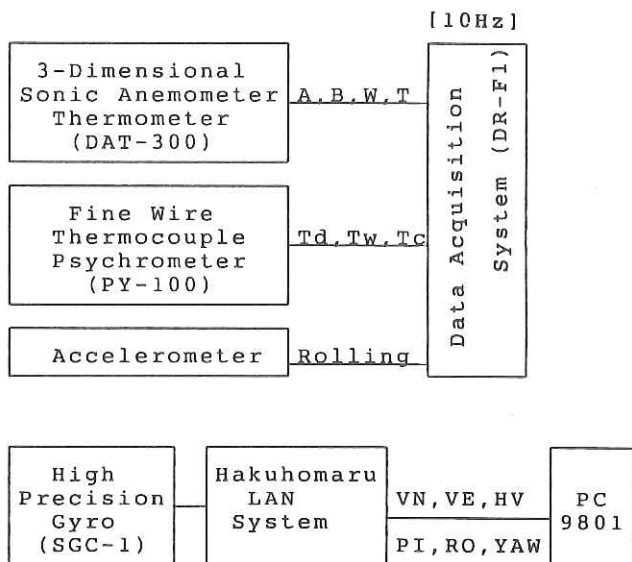 [10Hz]
3-Dimensional
Sonic Anemometer
Thermometer
(DAT-300)
A,B,W,T
Fine Wire
Thermocouple
Psychrometer
(PY-100)
Td,Tw,Tc
Accelerometer
Rolling
Data Acquisition
System (DR-F1)
High
Precision
Gyro
(SGC-1)
Hakuhomaru
LAN
System
VN,VE,HV
PI,RO,YAW
PC
9801